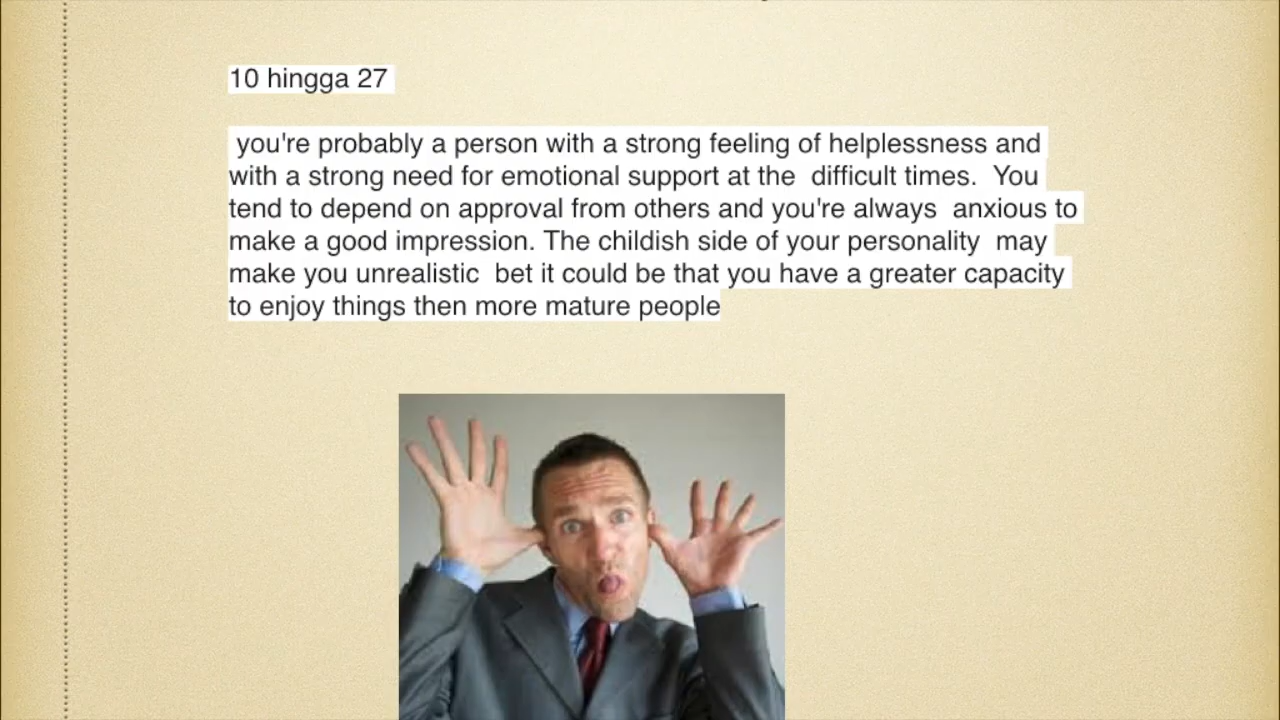 10 hingga 27
you're probably a person with a strong feeling of helplessness and
with a strong need for emotional support at the difficult times. You
tend to depend on approval from others and you're always anxious to
make a good impression. The childish side of your personality may
make you unrealistic bet it could be that you have a greater capacity
to enjoy things then more mature people